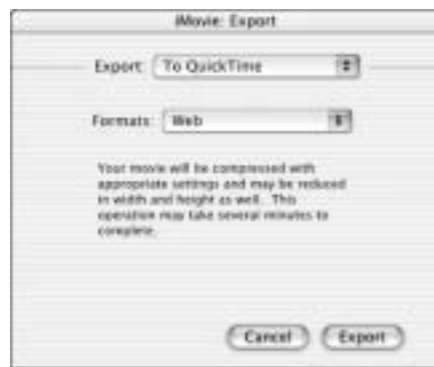 iMovie: Export
Export: To QuickTime
Formats: Web
Your movie will be compressed with
appropriate settings and may be reduced
in width and height as well. This
operation may take several minutes to
complete.
Cancel Export